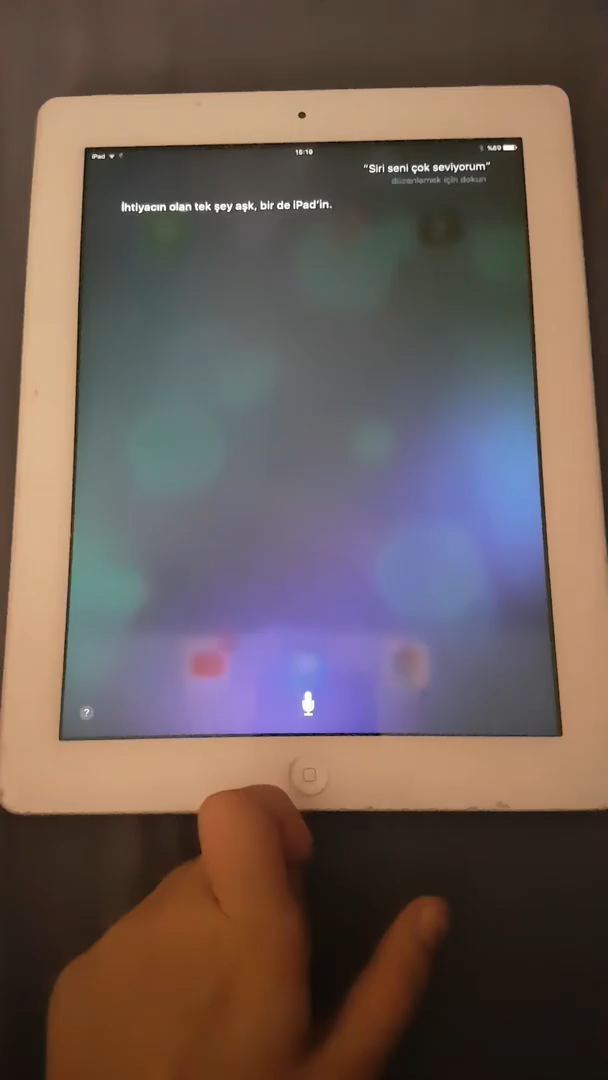 iPad
16:19
%69
"Siri seni çok seviyorum"
düzenlemek için dokun
İhtiyacın olan tek şey aşk, bir de iPad'in.
?